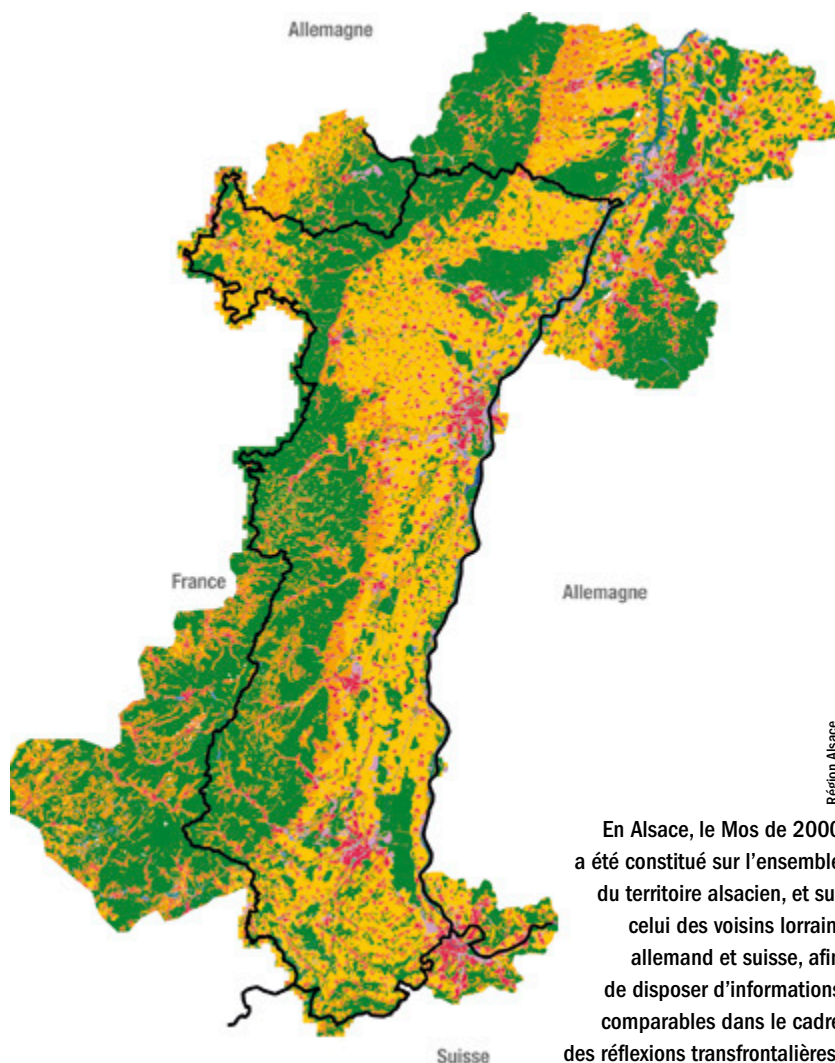 Allemagne
France
Allemagne
Région Alsace
En Alsace, le Mos de 2000
a été constitué sur l'ensemble
du territoire alsacien, et su
celui des voisins lorrain
allemand et suisse, afin
de disposer d'informations
comparables dans le cadre
des réflexions transfrontalières
Suisse